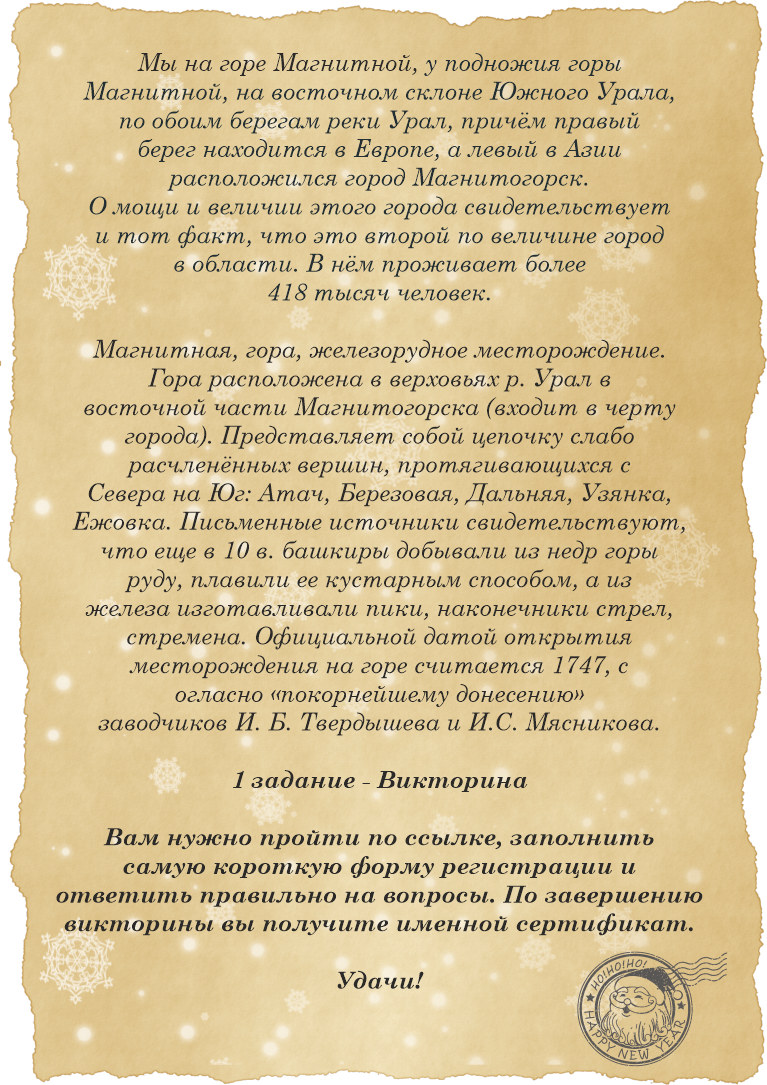 Мы на горе Магнитной, у подножия горы
Магнитной, на восточном склоне Южного Урала,
по обоим берегам реки Урал, причём правый
берег находится в Европе, а левый в Азии
расположился город Магнитогорск.
О мощи и величии этого города свидетельствует
и тот факт, что это второй по величине город
в области. В нём проживает более
418 тысяч человек.
Магнитная, гора, железорудное месторождение.
Гора расположена в верховьях р. Урал в
восточной части Магнитогорска (входит в черту
города). Представляет собой цепочку слабо
расчленённых вершин, протягивающихся с
Севера на Юг: Атач, Березовая, Дальняя, Узянка,
Ежовка. Письменные источники свидетельствуют,
что еще в 10 в. башкиры добывали из недр горы
руду, плавили ее кустарным способом, а из
железа изготавливали пики, наконечники стрел,
стремена. Официальной датой открытия
месторождения на горе считается 1747, с
огласно «покорнейшему донесению»
заводчиков И. Б. Твердышева и И.С. Мясникова.
1 задание - Викторина
Вам нужно пройти по ссылке, заполнить
самую короткую форму регистрации и
ответить правильно на вопросы. По завершению
викторины вы получите именной сертификат.
Удачи!
HO!HO!HO!
HAPPY NEW YEAR